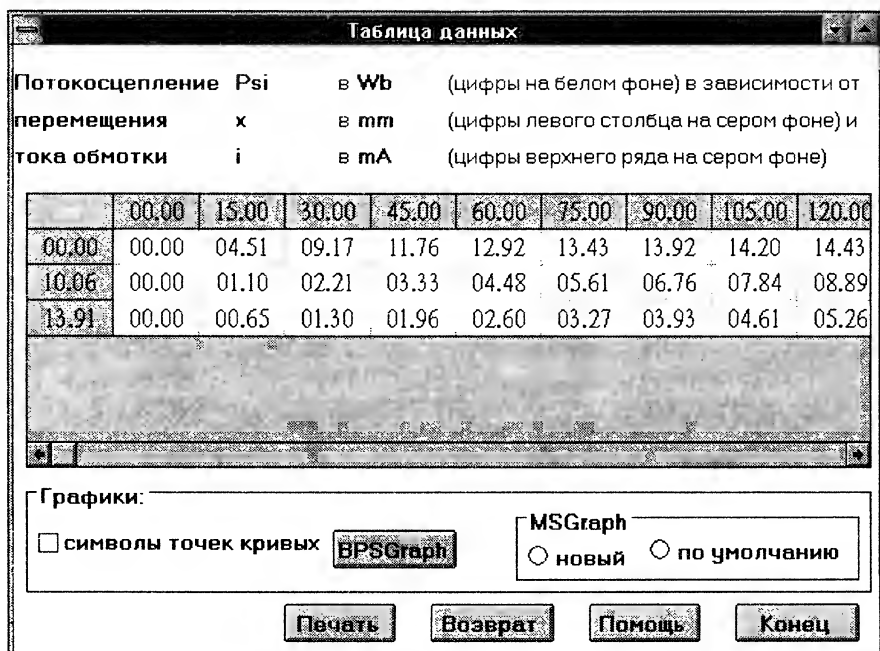 Таблица данных
Потокосцепление Psi в Wb (цифры на белом фоне) в зависимости от
перемещения x в mm (цифры левого столбца на сером фоне) и
тока обмотки i в mA (цифры верхнего ряда на сером фоне)
00.00 15.00 30.00 45.00 60.00 75.00 90.00 105.00 120.00
00.00 00.00 04.51 09.17 11.76 12.92 13.43 13.92 14.20 14.43
10.06 00.00 01.10 02.21 03.33 04.48 05.61 06.76 07.84 08.89
13.91 00.00 00.65 01.30 01.96 02.60 03.27 03.93 04.61 05.26
Графики:
символы точек кривых BPSGraph
MSGraph
новый по умолчанию
Печать Возврат Помощь Конец